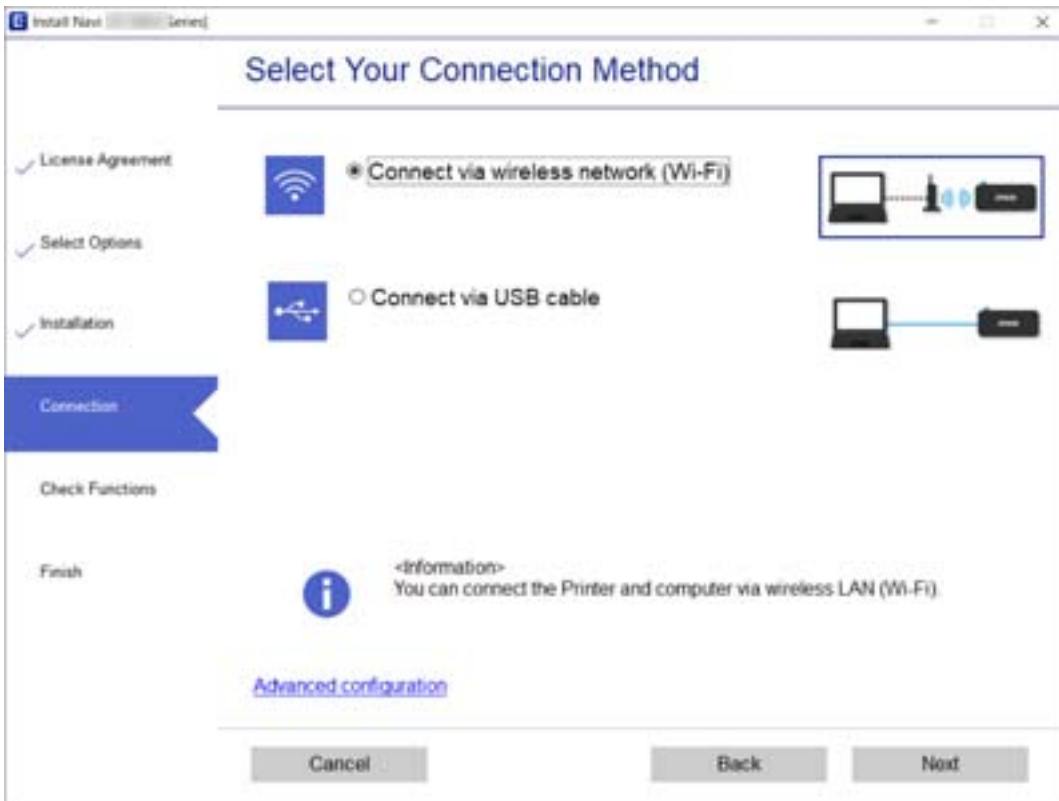 Install Navi Series]
Select Your Connection Method
License Agreement
Select Options
Installation
Connection
Check Functions
Finish
Connect via wireless network (Wi-Fi)
Connect via USB cable
<Information>
You can connect the Printer and computer via wireless LAN (Wi-Fi).
Advanced configuration
Cancel
Back
Next